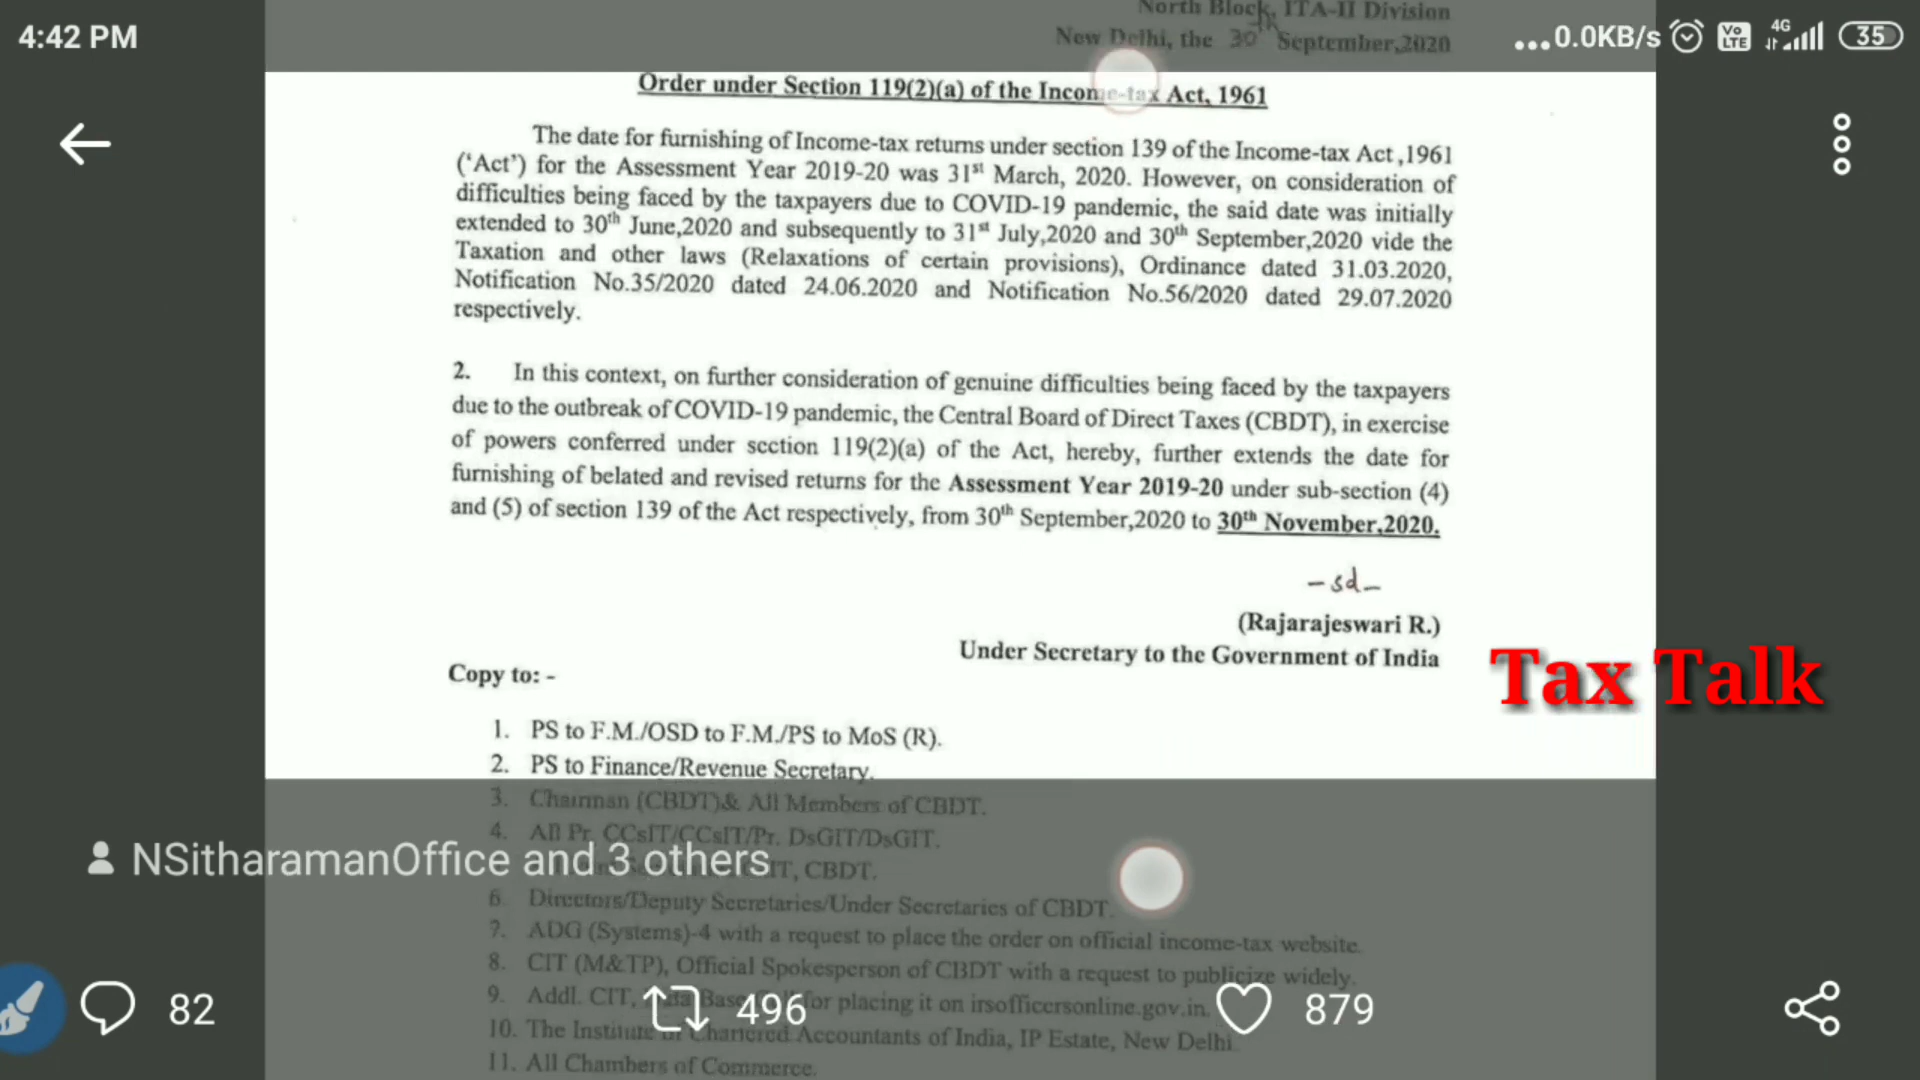 North Block, ITA-II Division
4:42 PM
New Delhi, the 30th September,2020
...0.0KB/s
Vo
LTE
4G
35
Order under Section 119(2)(a) of the Income-tax Act, 1961
The date for furnishing of Income-tax returns under section 139 of the Income-tax Act ,1961
('Act') for the Assessment Year 2019-20 was 31st March, 2020. However, on consideration of
difficulties being faced by the taxpayers due to COVID-19 pandemic, the said date was initially
extended to 30th June,2020 and subsequently to 31st July,2020 and 30th September,2020 vide the
Taxation and other laws (Relaxations of certain provisions), Ordinance dated 31.03.2020,
Notification No.35/2020 dated 24.06.2020 and Notification No.56/2020 dated 29.07.2020
respectively.
2. In this context, on further consideration of genuine difficulties being faced by the taxpayers
due to the outbreak of COVID-19 pandemic, the Central Board of Direct Taxes (CBDT), in exercise
of powers conferred under section 119(2)(a) of the Act, hereby, further extends the date for
furnishing of belated and revised returns for the Assessment Year 2019-20 under sub-section (4)
and (5) of section 139 of the Act respectively, from 30th September,2020 to 30th November,2020.
-sd-
(Rajarajeswari R.)
Under Secretary to the Government of India
Tax Talk
Copy to: -
1. PS to F.M./OSD to F.M./PS to MoS (R).
2. PS to Finance/Revenue Secretary.
3. Chairman (CBDT)& All Members of CBDT.
4. All Pr. CCsIT/CCsIT/Pr. DsGIT/DsGIT.
NSitharamanOffice and 3 others
CBDT.
6. Directors/Deputy Secretaries/Under Secretaries of CBDT.
7. ADG (Systems)-4 with a request to place the order on official income-tax website.
8. CIT (M&TP), Official Spokesperson of CBDT with a request to publicize widely.
9. Addl. CIT, for placing it on irsofficersonline.gov.in.
82
496
879
10. The Institute of Chartered Accountants of India, IP Estate, New Delhi.
11. All Chambers of Commerce.